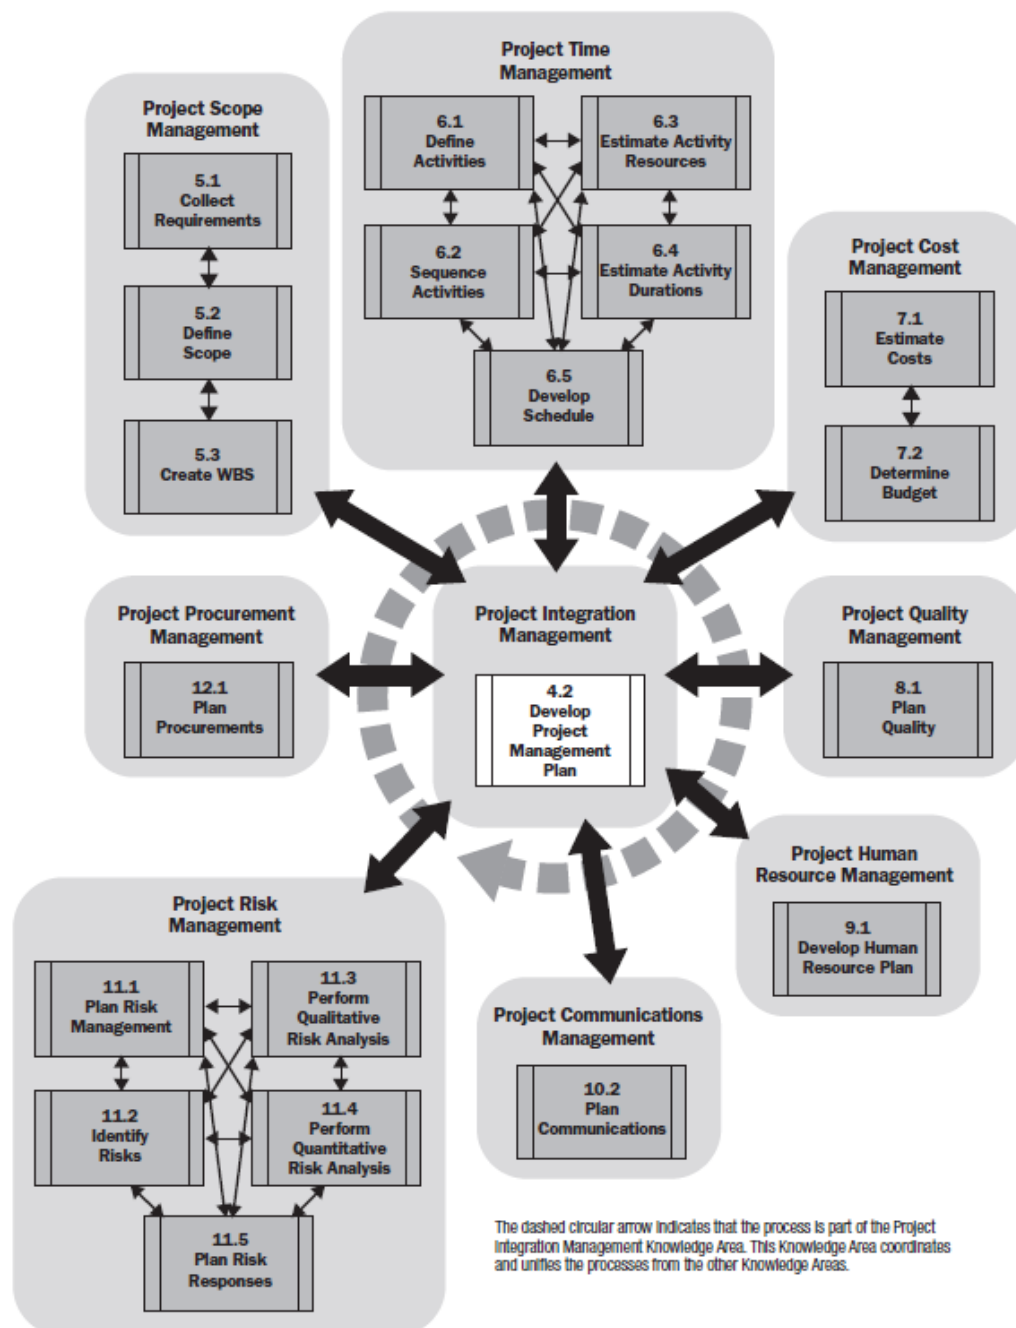 Project Time
Management
6.1
Define
Activities
6.3
Estimate Activity
Resources
6.2
Sequence
Activities
6.4
Estimate Activity
Durations
6.5
Develop
Schedule
Project Scope
Management
5.1
Collect
Requirements
5.2
Define
Scope
5.3
Create WBS
Project Cost
Management
7.1
Estimate
Costs
7.2
Determine
Budget
Project Procurement
Management
12.1
Plan
Procurements
Project Integration
Management
4.2
Develop
Project
Management
Plan
Project Quality
Management
8.1
Plan
Quality
Project Human
Resource Management
9.1
Develop Human
Resource Plan
Project Risk
Management
11.1
Plan Risk
Management
11.3
Perform
Qualitative
Risk Analysis
11.2
Identify
Risks
11.4
Perform
Quantitative
Risk Analysis
11.5
Plan Risk
Responses
Project Communications
Management
10.2
Plan
Communications
The dashed circular arrow indicates that the process is part of the Project
Integration Management Knowledge Area. This Knowledge Area coordinates
and unifies the processes from the other Knowledge Areas.